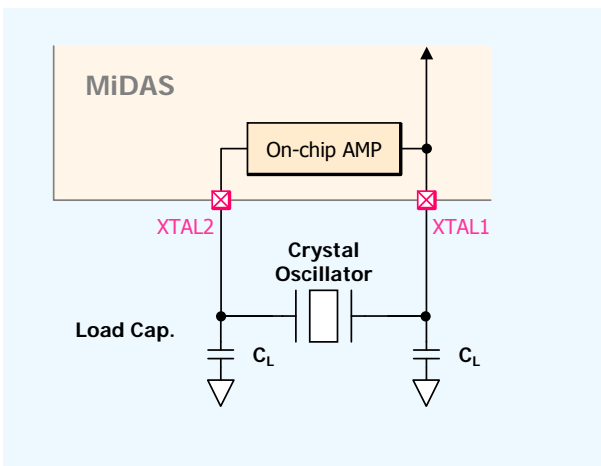 MiDAS
On-chip AMP
XTAL2
XTAL1
Crystal
Oscillator
Load Cap.
CL
CL